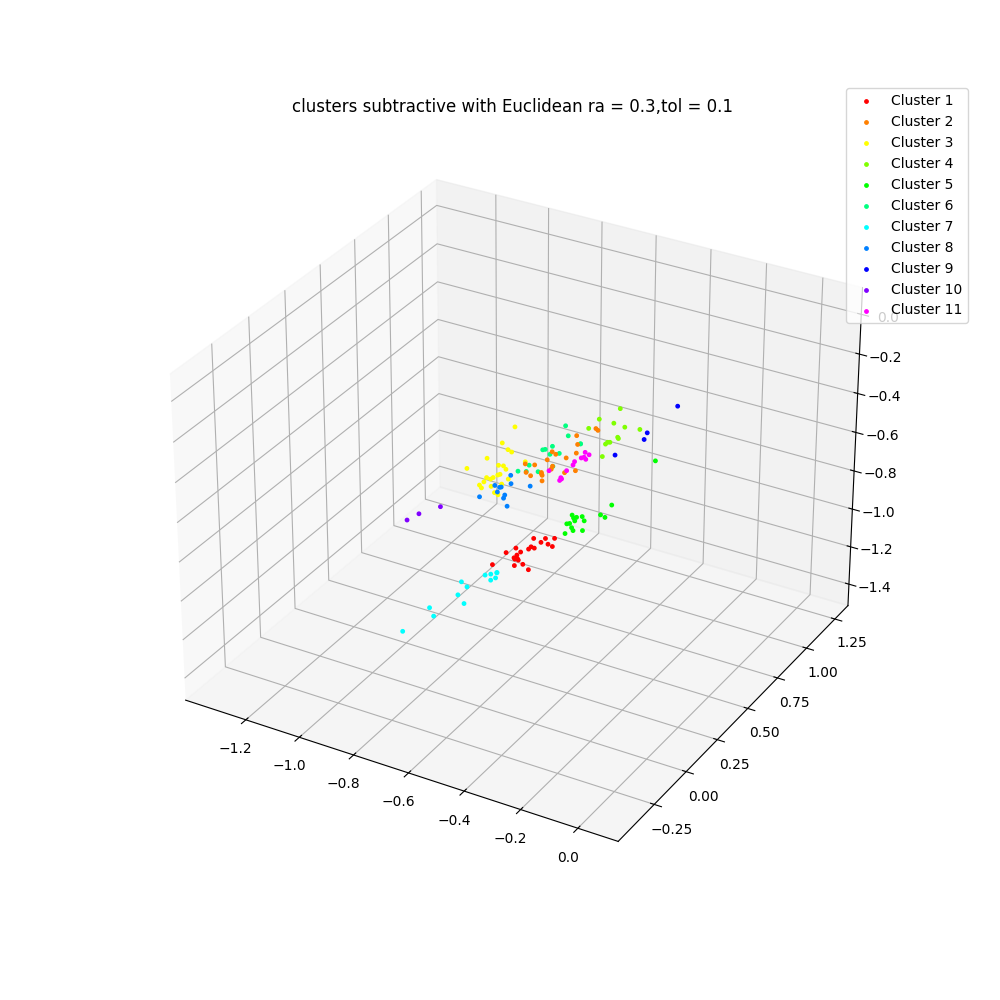 clusters subtractive with Euclidean ra = 0.3,tol = 0.1
Cluster 1
Cluster 2
Cluster 3
Cluster 4
Cluster 5
Cluster 6
Cluster 7
Cluster 8
Cluster 9
Cluster 10
Cluster 11
0.0
−0.2
−0.4
−0.6
−0.8
−1.0
−1.2
−1.4
1.25
1.00
0.75
0.50
0.25
0.00
−0.25
−1.2
−1.0
−0.8
−0.6
−0.4
−0.2
0.0